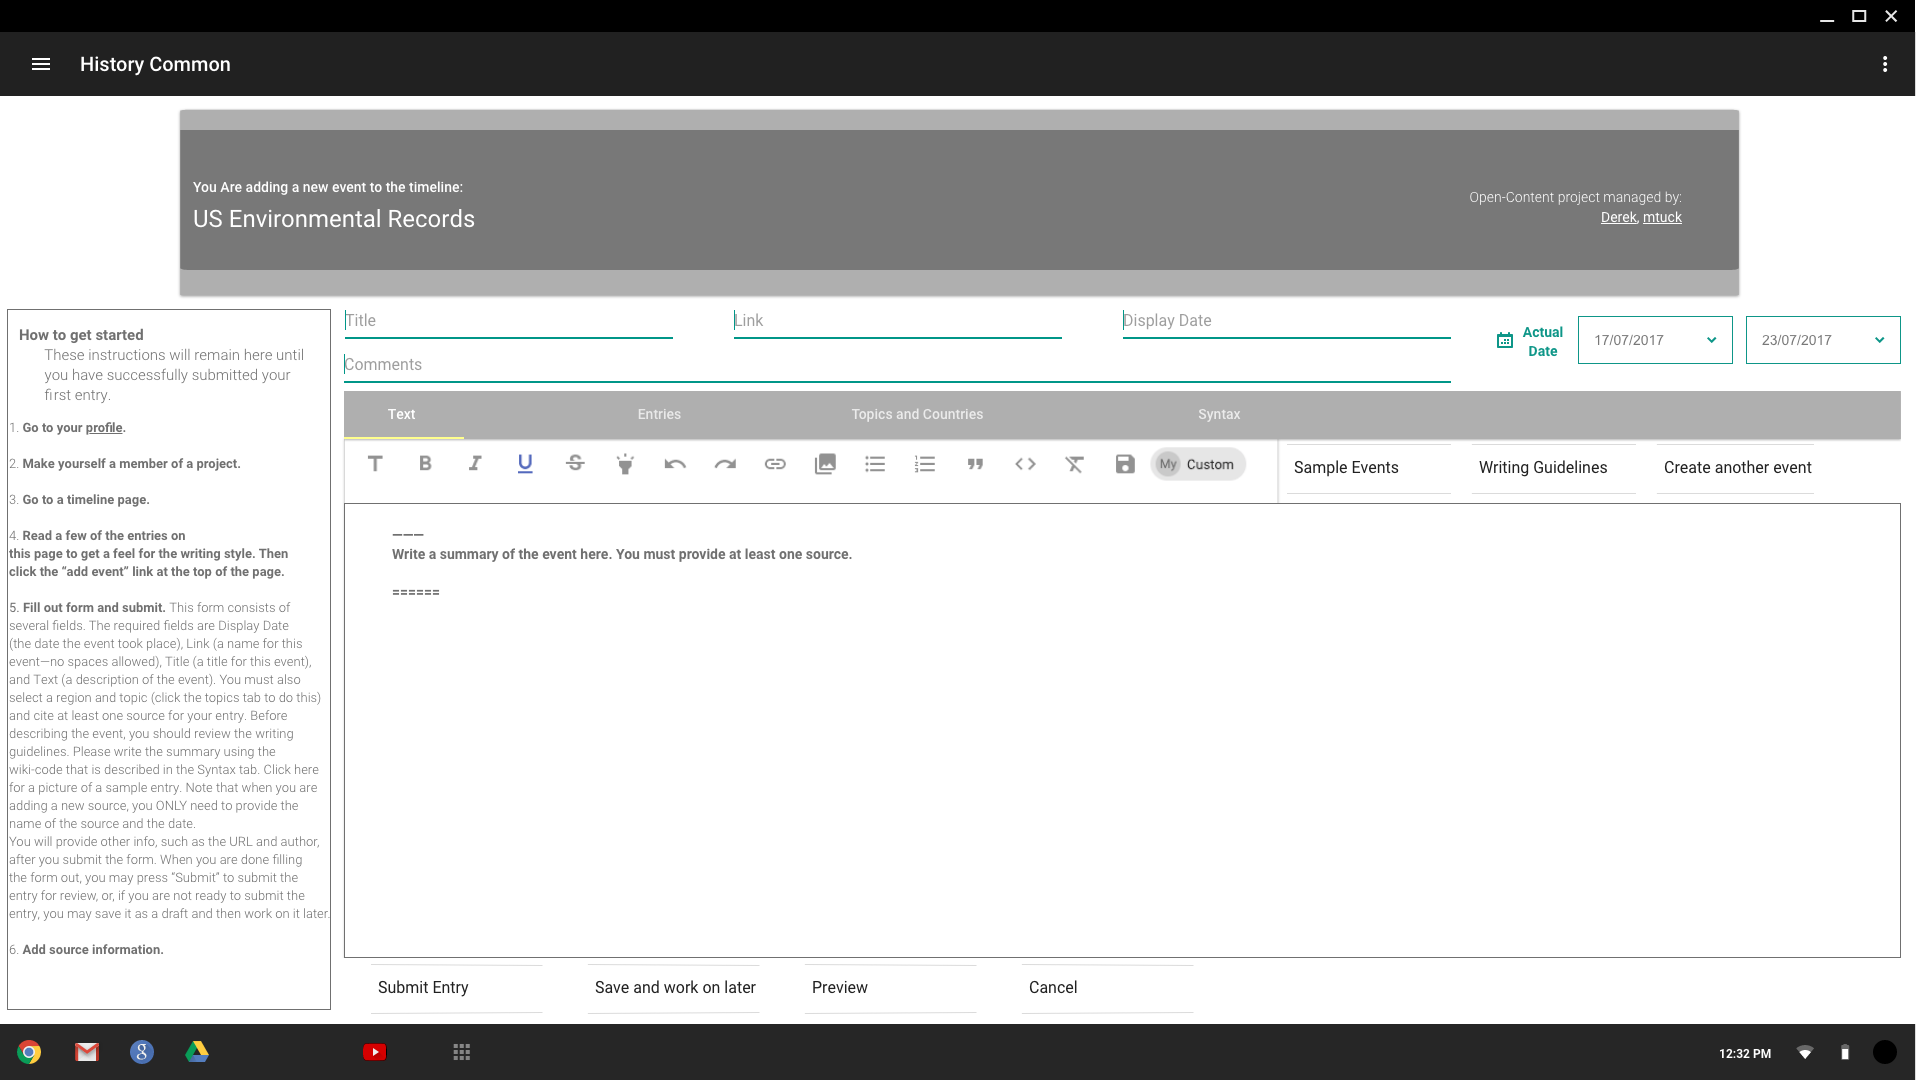 History Common
You Are adding a new event to the timeline:
US Environmental Records
Open-Content project managed by:
Derek, mtuck
How to get started
These instructions will remain here until
you have successfully submitted your
first entry.
1. Go to your profile.
2. Make yourself a member of a project.
3. Go to a timeline page.
4. Read a few of the entries on
this page to get a feel for the writing style. Then
click the “add event” link at the top of the page.
5. Fill out form and submit. This form consists of
several fields. The required fields are Display Date
(the date the event took place), Link (a name for this
event—no spaces allowed), Title (a title for this event),
and Text (a description of the event). You must also
select a region and topic (click the topics tab to do this)
and cite at least one source for your entry. Before
describing the event, you should review the writing
guidelines. Please write the summary using the
wiki-code that is described in the Syntax tab. Click here
for a picture of a sample entry. Note that when you are
adding a new source, you ONLY need to provide the
name of the source and the date.
You will provide other info, such as the URL and author,
after you submit the form. When you are done filling
the form out, you may press “Submit” to submit the
entry for review, or, if you are not ready to submit the
entry, you may save it as a draft and then work on it later.
6. Add source information.
Title
Link
Display Date
Actual
Date
17/07/2017
23/07/2017
Comments
Text
Entries
Topics and Countries
Syntax
My Custom
Sample Events
Writing Guidelines
Create another event
———
Write a summary of the event here. You must provide at least one source.
======
Submit Entry
Save and work on later
Preview
Cancel
12:32 PM